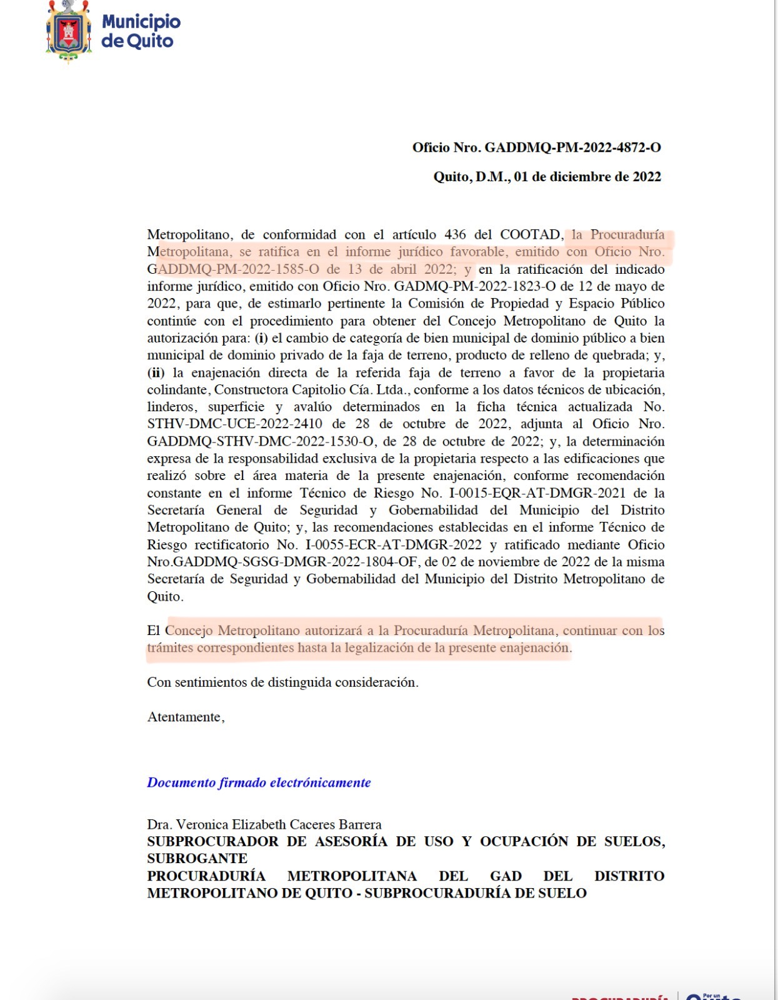 Municipio
de Quito
Oficio Nro. GADDMQ-PM-2022-4872-O
Quito, D.M., 01 de diciembre de 2022
Metropolitano, de conformidad con el artículo 436 del COOTAD, la Procuraduría
Metropolitana, se ratifica en el informe jurídico favorable, emitido con Oficio Nro.
GADDMQ-PM-2022-1585-O de 13 de abril 2022; y en la ratificación del indicado
informe jurídico, emitido con Oficio Nro. GADMQ-PM-2022-1823-O de 12 de mayo de
2022, para que, de estimarlo pertinente la Comisión de Propiedad y Espacio Público
continúe con el procedimiento para obtener del Concejo Metropolitano de Quito la
autorización para: (i) el cambio de categoría de bien municipal de dominio público a bien
municipal de dominio privado de la faja de terreno, producto de relleno de quebrada; y,
(ii) la enajenación directa de la referida faja de terreno a favor de la propietaria
colindante, Constructora Capitolio Cía. Ltda., conforme a los datos técnicos de ubicación,
linderos, superficie y avalúo determinados en la ficha técnica actualizada No.
STHV-DMC-UCE-2022-2410 de 28 de octubre de 2022, adjunta al Oficio Nro.
GADDMQ-STHV-DMC-2022-1530-O, de 28 de octubre de 2022; y, la determinación
expresa de la responsabilidad exclusiva de la propietaria respecto a las edificaciones que
realizó sobre el área materia de la presente enajenación, conforme recomendación
constante en el informe Técnico de Riesgo No. I-0015-EQR-AT-DMGR-2021 de la
Secretaría General de Seguridad y Gobernabilidad del Municipio del Distrito
Metropolitano de Quito; y, las recomendaciones establecidas en el informe Técnico de
Riesgo rectificatorio No. I-0055-ECR-AT-DMGR-2022 y ratificado mediante Oficio
Nro.GADDMQ-SGSG-DMGR-2022-1804-OF, de 02 de noviembre de 2022 de la misma
Secretaría de Seguridad y Gobernabilidad del Municipio del Distrito Metropolitano de
Quito.
El Concejo Metropolitano autorizará a la Procuraduría Metropolitana, continuar con los
trámites correspondientes hasta la legalización de la presente enajenación.
Con sentimientos de distinguida consideración.
Atentamente,
Documento firmado electrónicamente
Dra. Veronica Elizabeth Caceres Barrera
SUBPROCURADOR DE ASESORÍA DE USO Y OCUPACIÓN DE SUELOS,
SUBROGANTE
PROCURADURÍA METROPOLITANA DEL GAD DEL DISTRITO
METROPOLITANO DE QUITO - SUBPROCURADURÍA DE SUELO
Por un